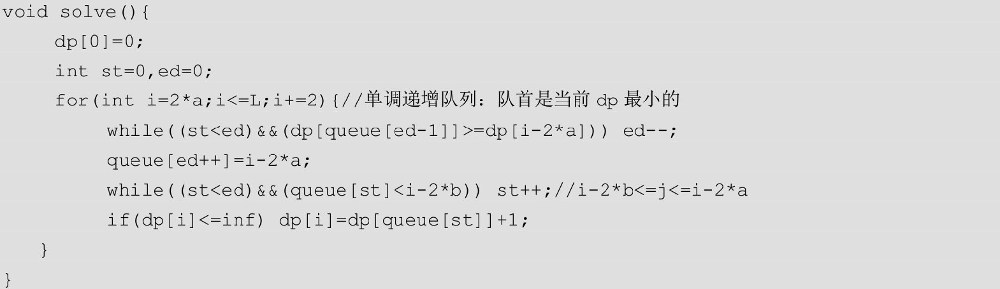 void solve(){
dp[0]=0;
int st=0,ed=0;
for(int i=2*a;i<=L;i+=2){//单调递增队列：队首是当前 dp 最小的
while((st<ed)&&(dp[queue[ed-1]]>=dp[i-2*a])) ed--;
queue[ed++]=i-2*a;
while((st<ed)&&(queue[st]<i-2*b)) st++;//i-2*b<=j<=i-2*a
if(dp[i]<=inf) dp[i]=dp[queue[st]]+1;
}
}